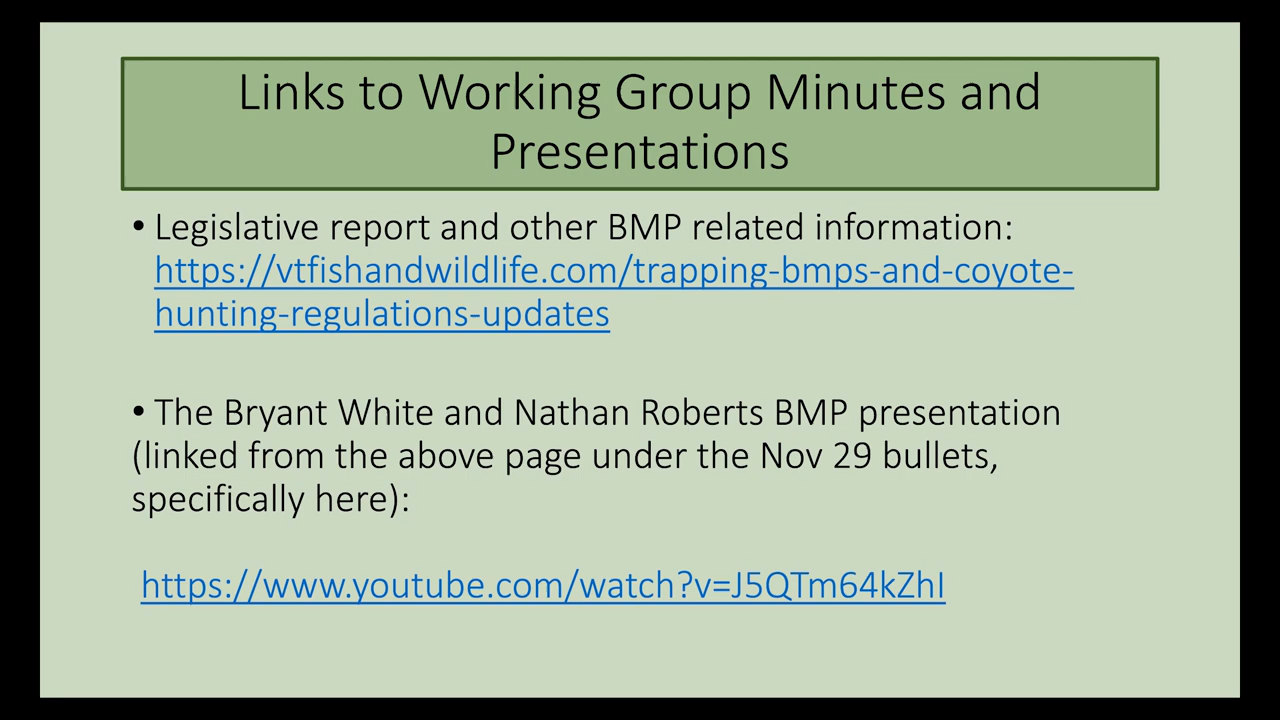 Links to Working Group Minutes and
Presentations
• Legislative report and other BMP related information:
https://vtfishandwildlife.com/trapping-bmps-and-coyote-
hunting-regulations-updates
• The Bryant White and Nathan Roberts BMP presentation
(linked from the above page under the Nov 29 bullets,
specifically here):
https://www.youtube.com/watch?v=J5QTm64kZhI